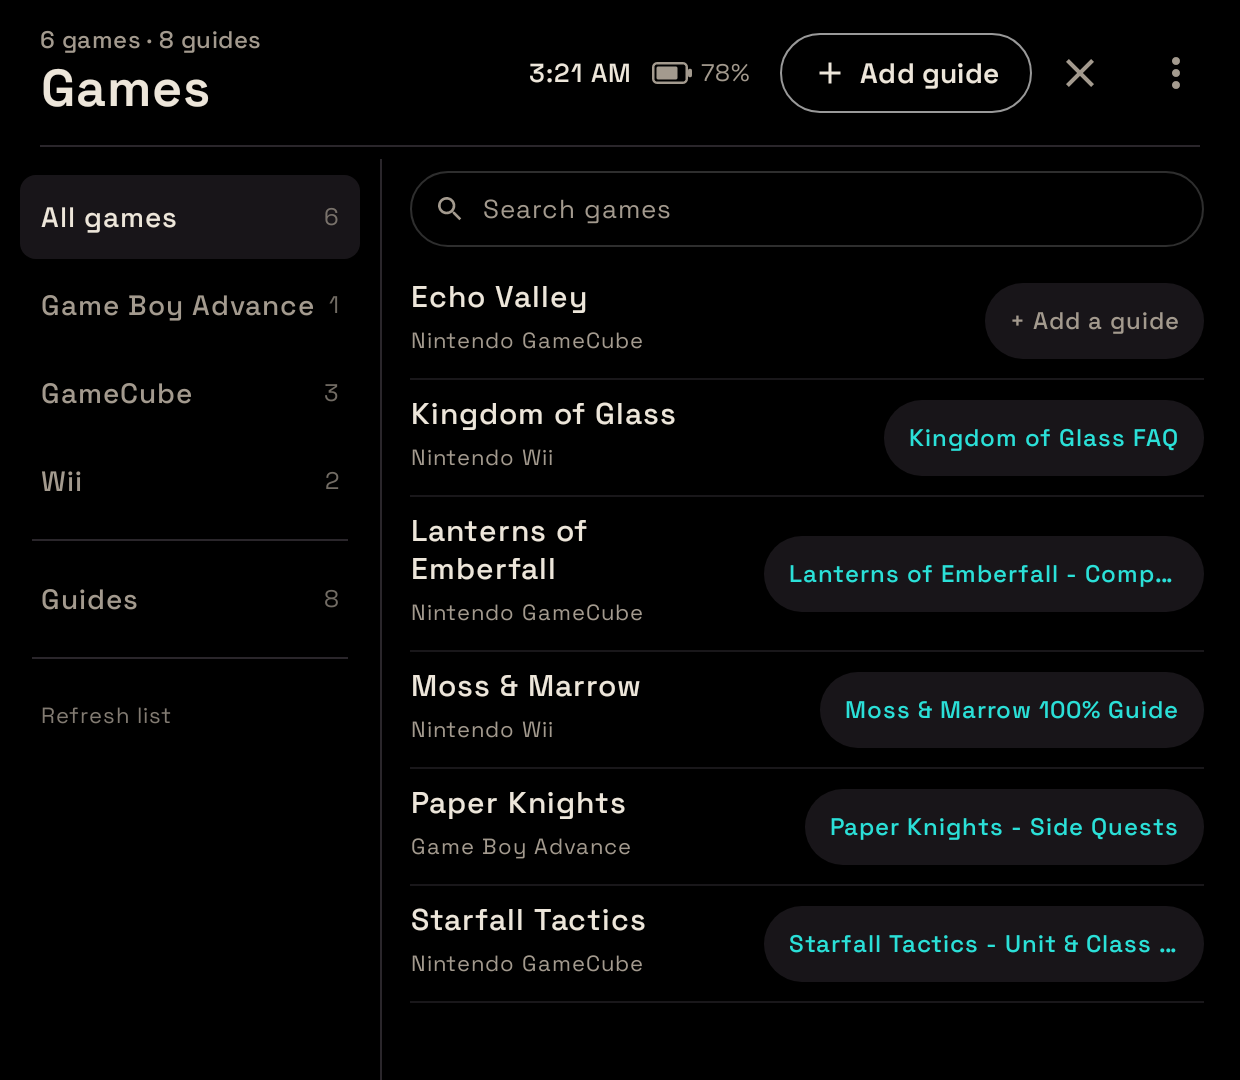 6 games · 8 guides
Games
3:21 AM
78%
+ Add guide
All games 6
Game Boy Advance 1
GameCube 3
Wii 2
Guides 8
Refresh list
Search games
Echo Valley
Nintendo GameCube
+ Add a guide
Kingdom of Glass
Nintendo Wii
Kingdom of Glass FAQ
Lanterns of
Emberfall
Nintendo GameCube
Lanterns of Emberfall - Comp...
Moss & Marrow
Nintendo Wii
Moss & Marrow 100% Guide
Paper Knights
Game Boy Advance
Paper Knights - Side Quests
Starfall Tactics
Nintendo GameCube
Starfall Tactics - Unit & Class ...